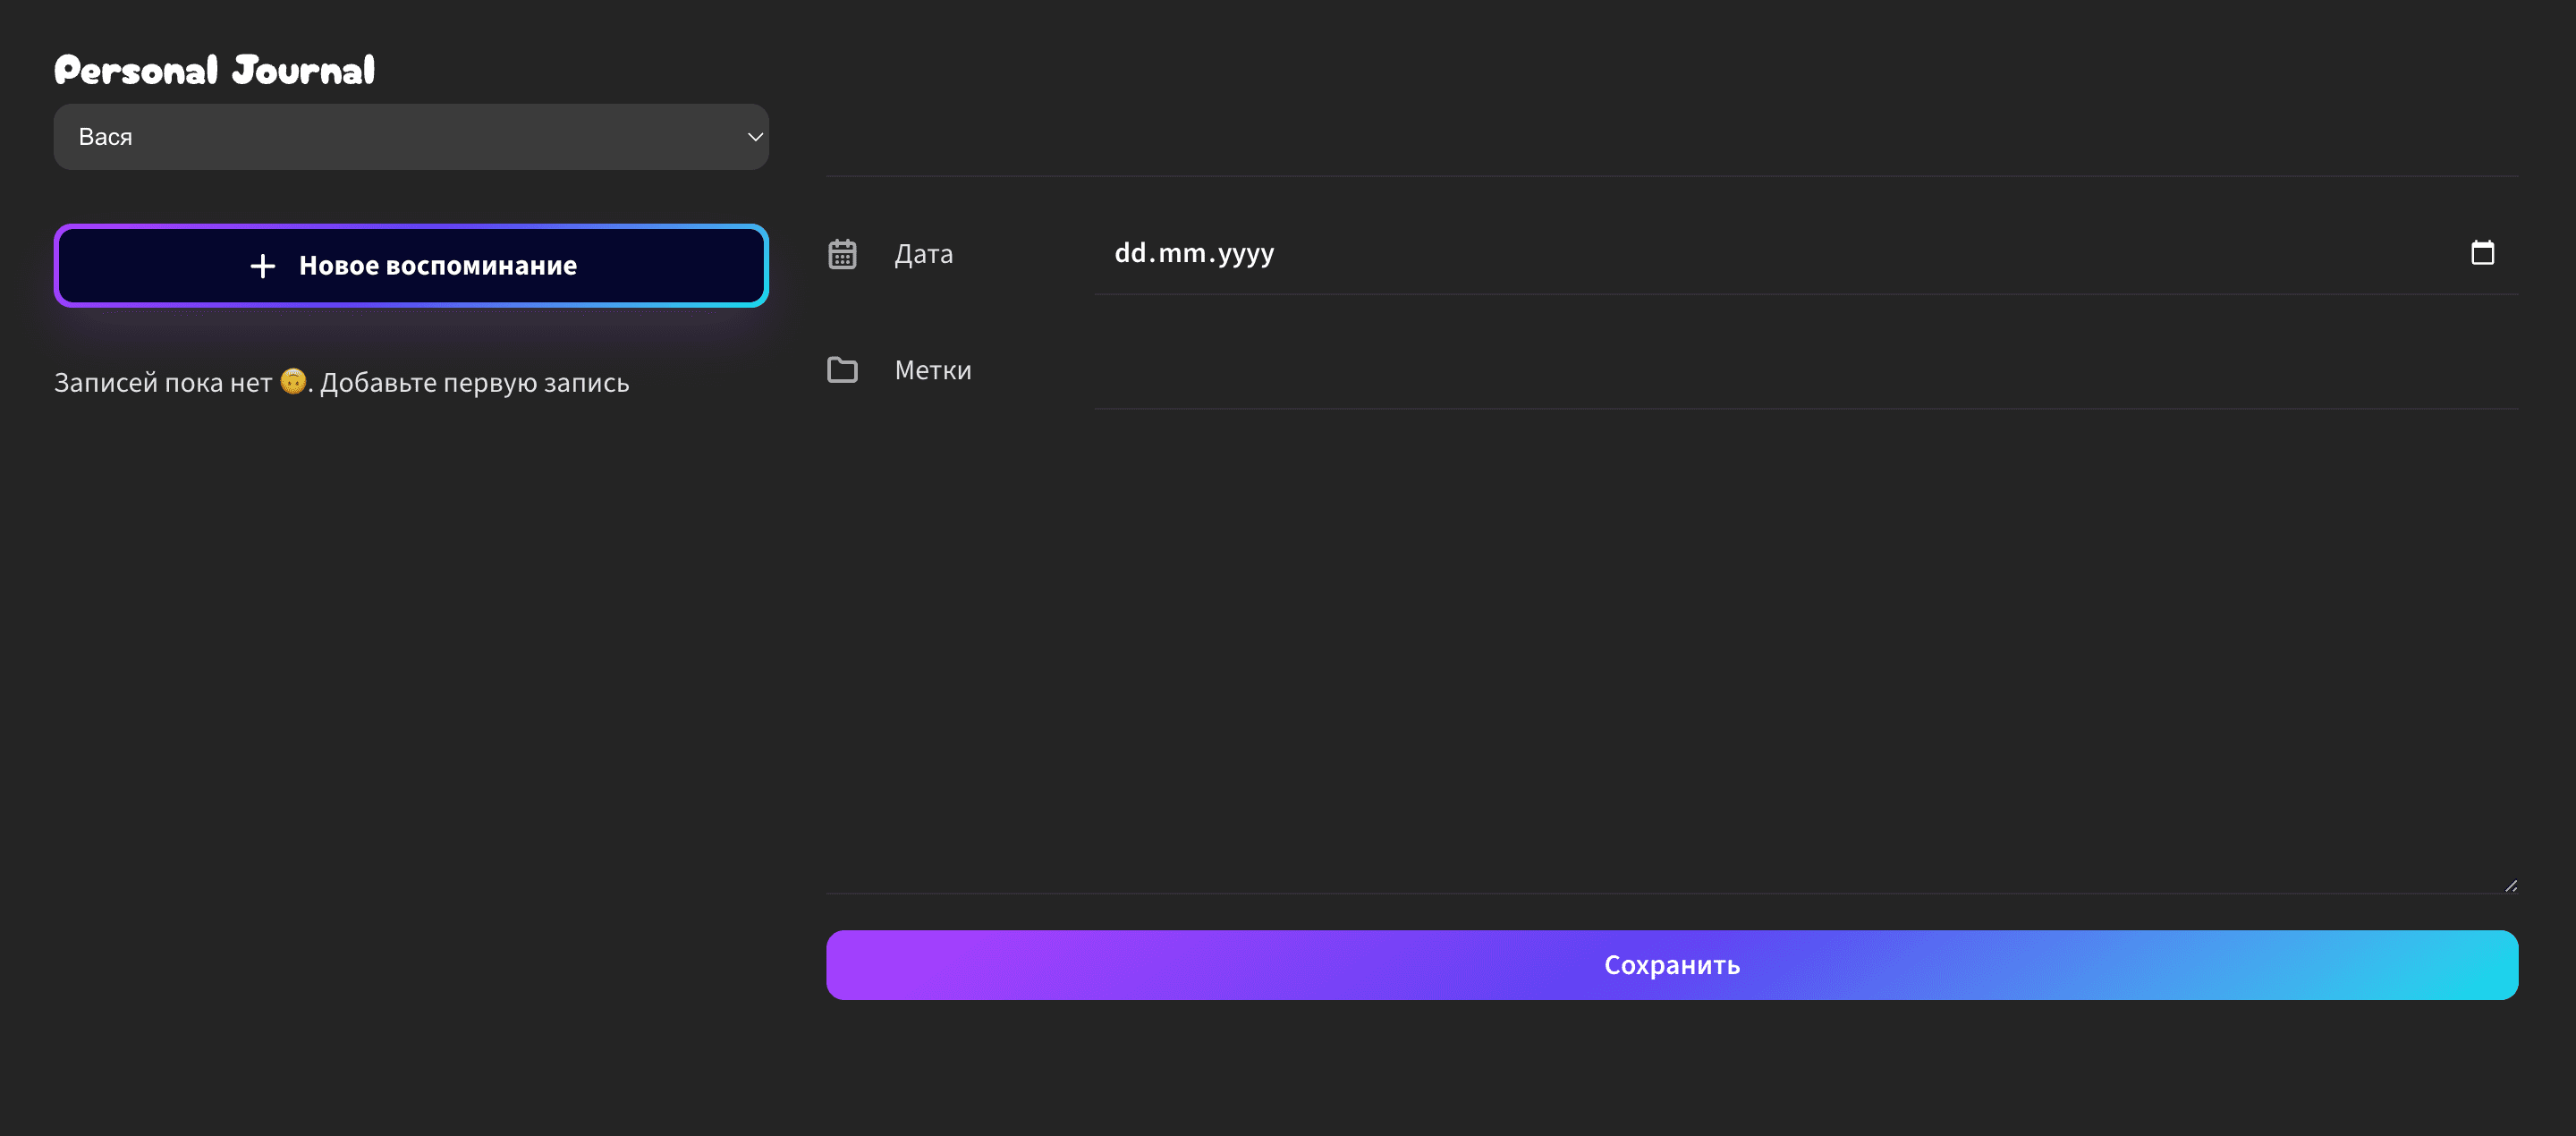 Personal Journal
Вася
Новое воспоминание
Записей пока нет 🙃. Добавьте первую запись
Дата
dd.mm.yyyy
Метки
Сохранить